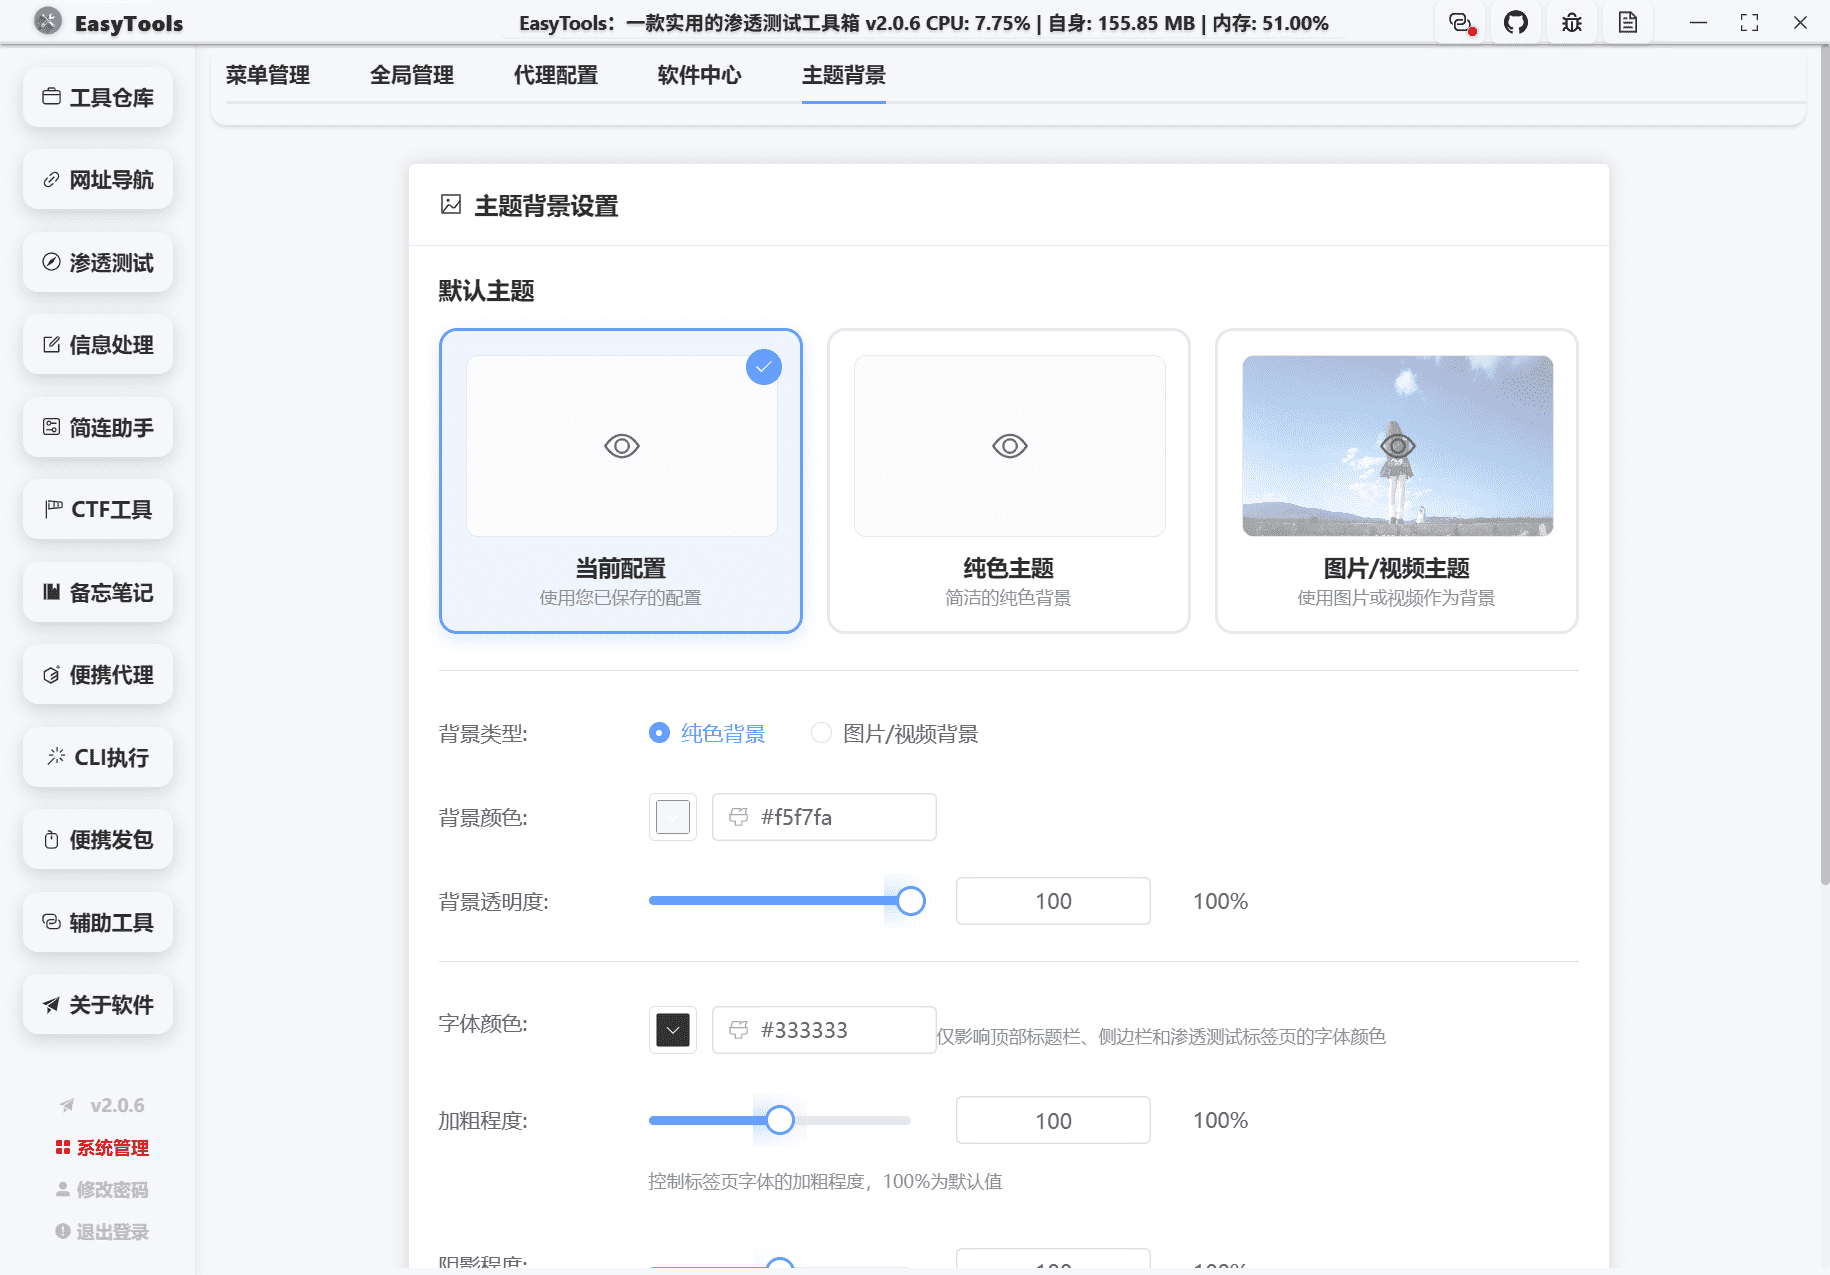 EasyTools
EasyTools：一款实用的渗透测试工具箱 v2.0.6 CPU: 7.75% | 自身: 155.85 MB | 内存: 51.00%
菜单管理 全局管理 代理配置 软件中心 主题背景
工具仓库
网址导航
渗透测试
信息处理
简连助手
CTF工具
备忘笔记
便携代理
CLI执行
便携发包
辅助工具
关于软件
v2.0.6
系统管理
修改密码
退出登录
主题背景设置
默认主题
当前配置
使用您已保存的配置
纯色主题
简洁的纯色背景
图片/视频主题
使用图片或视频作为背景
背景类型: 纯色背景 图片/视频背景
背景颜色: #f5f7fa
背景透明度: 100 100%
字体颜色: #333333 仅影响顶部标题栏、侧边栏和渗透测试标签页的字体颜色
加粗程度: 100 100%
控制标签页字体的加粗程度，100%为默认值
阴影程度: 100 100%